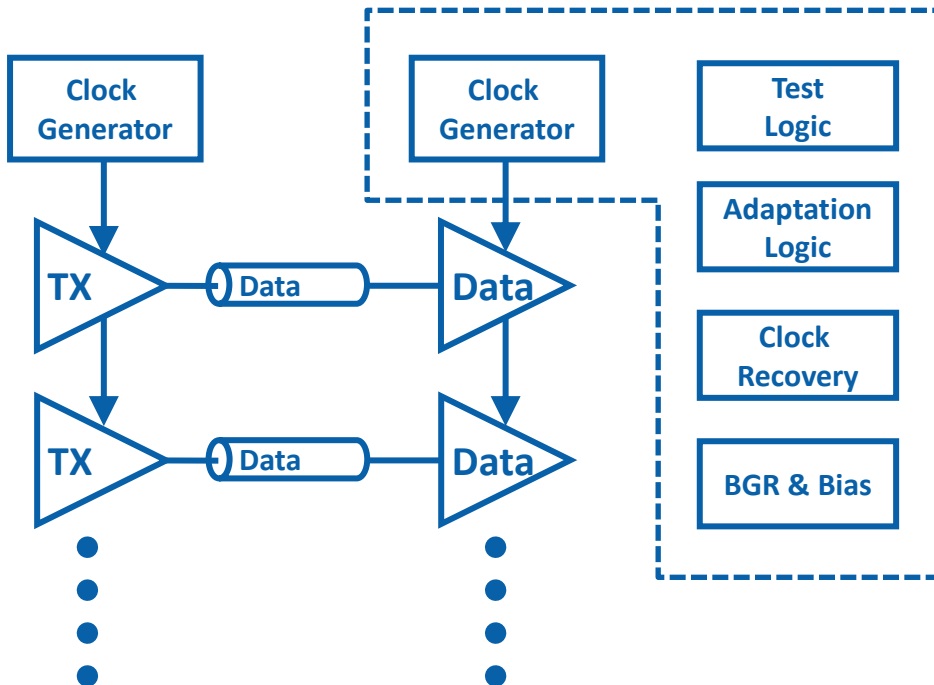 Clock
Generator
Clock
Generator
Test
Logic
Adaptation
Logic
TX
Data
Data
Clock
Recovery
TX
Data
Data
BGR & Bias